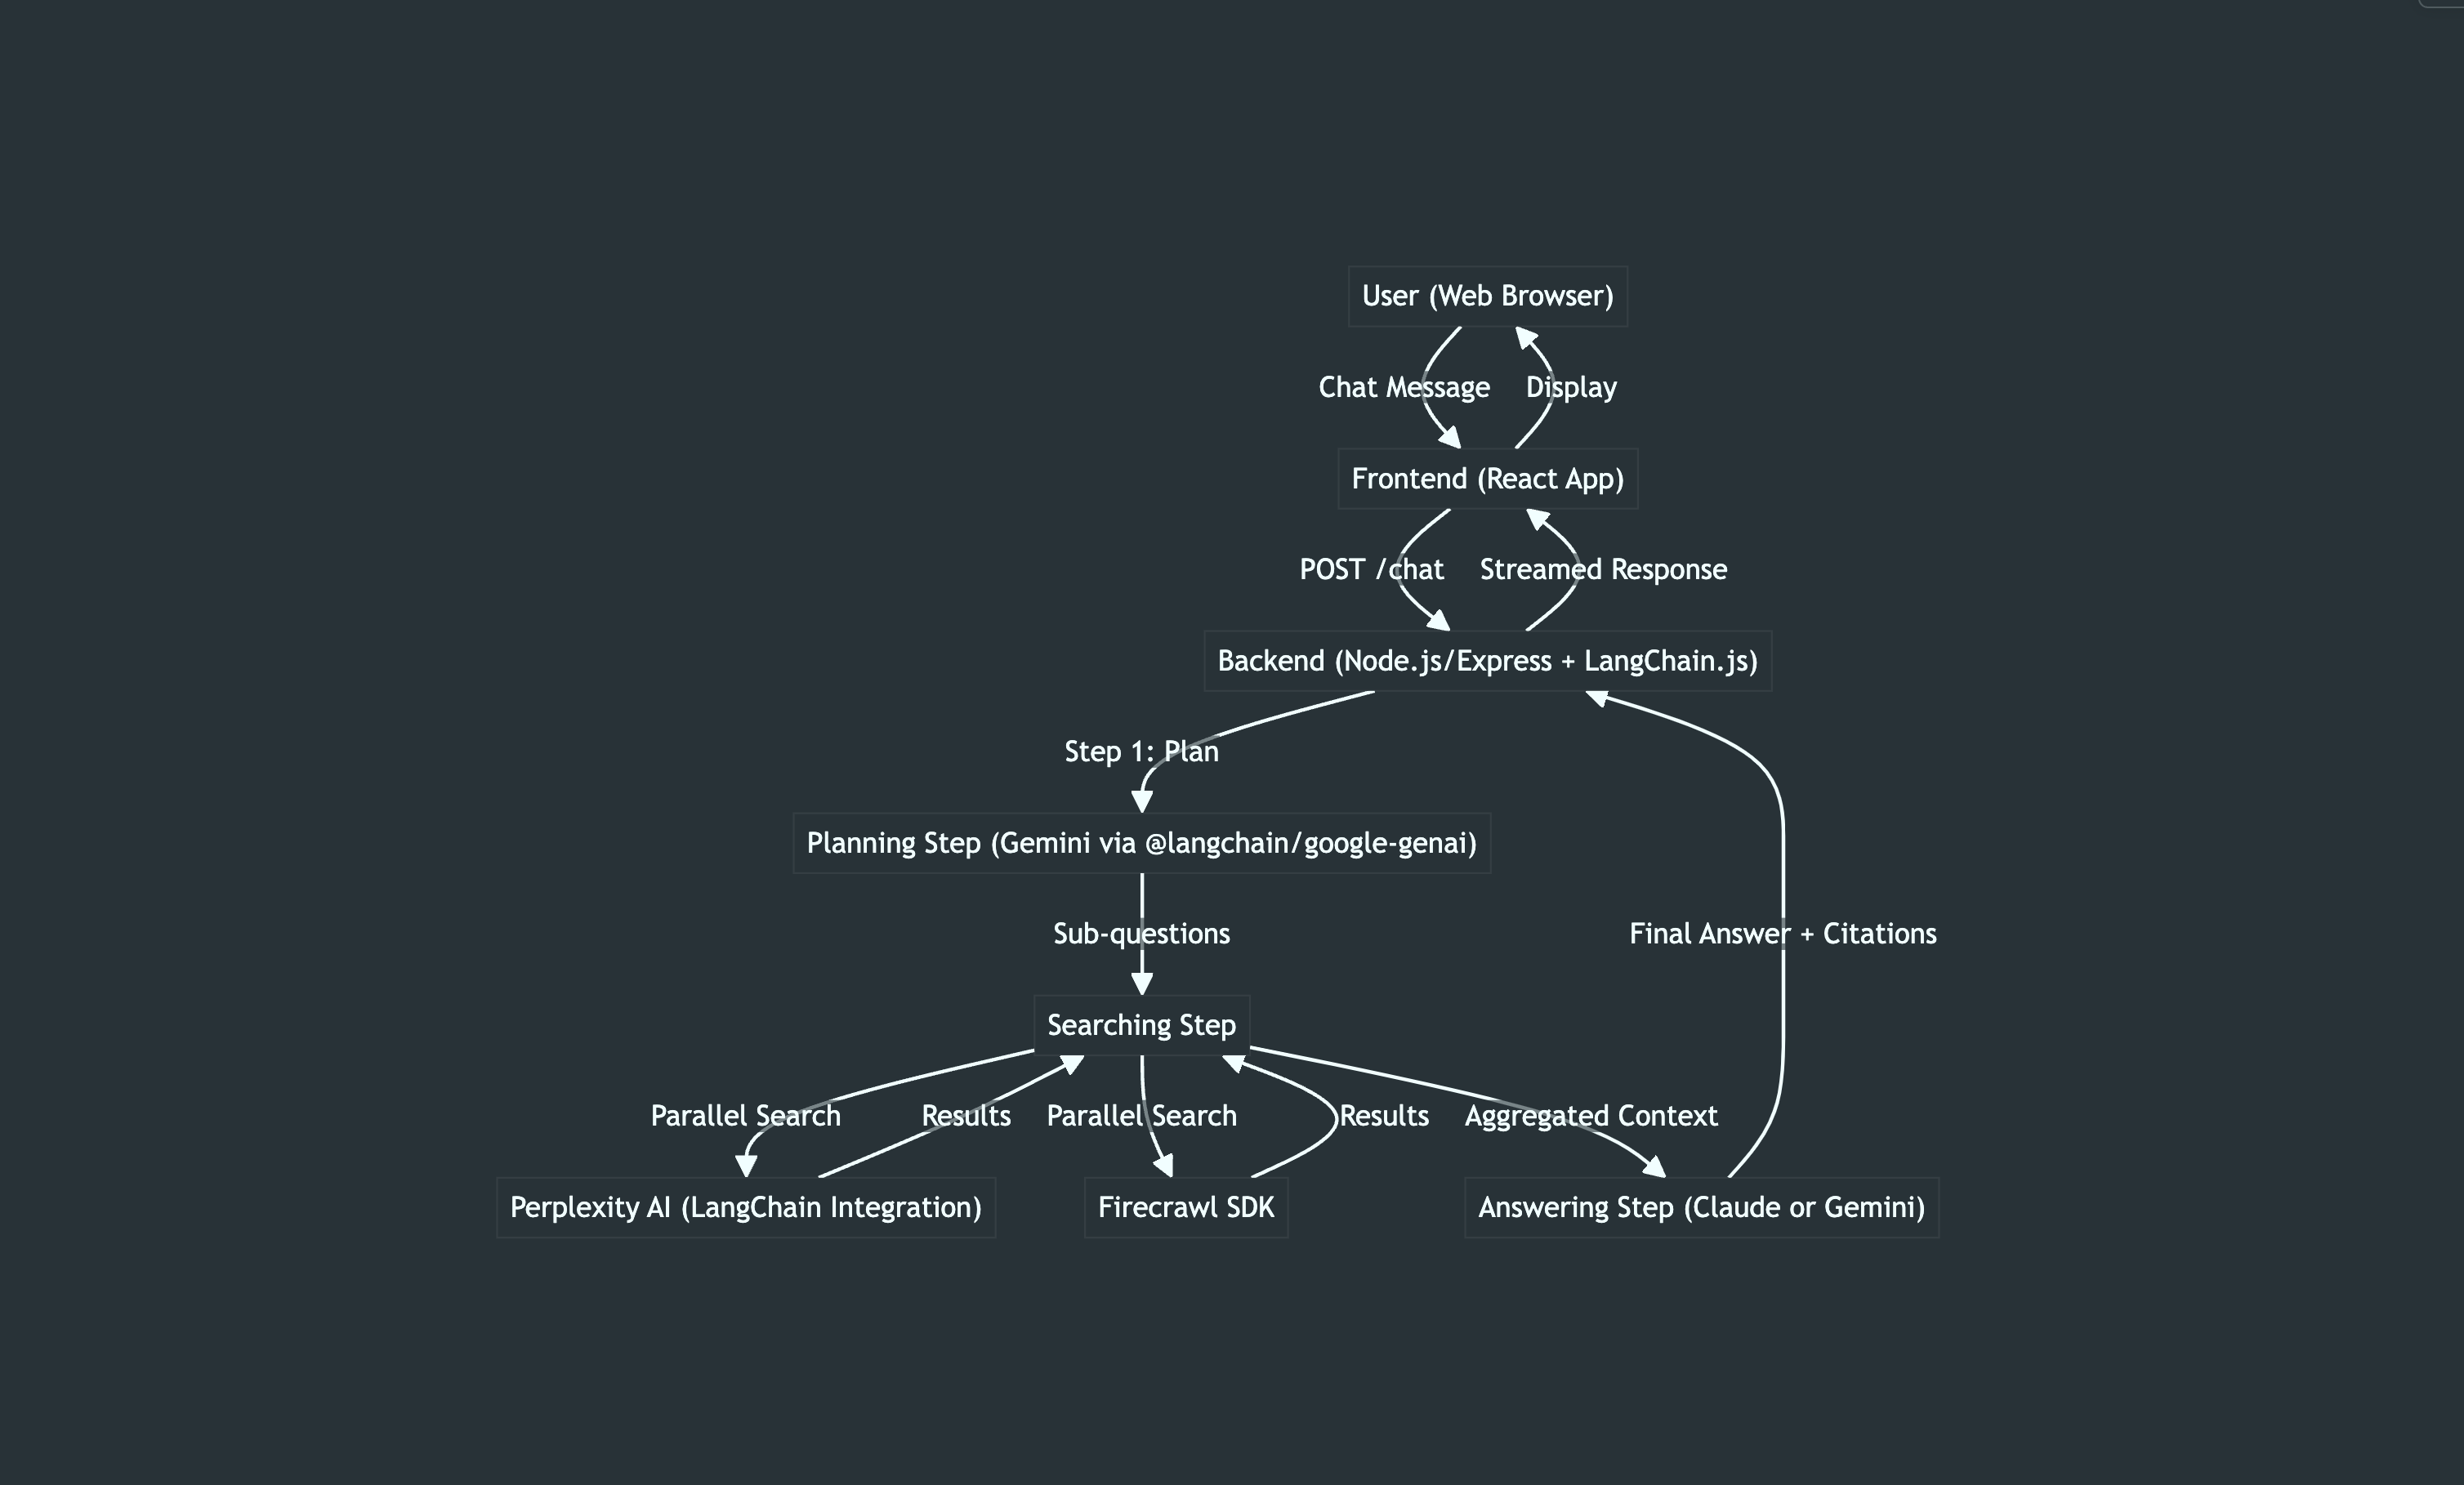 User (Web Browser)
Chat Message
Display
Frontend (React App)
POST /chat
Streamed Response
Backend (Node.js/Express + LangChain.js)
Step 1: Plan
Planning Step (Gemini via @langchain/google-genai)
Sub-questions
Final Answer + Citations
Searching Step
Parallel Search
Results
Parallel Search
Results
Aggregated Context
Perplexity AI (LangChain Integration)
Firecrawl SDK
Answering Step (Claude or Gemini)